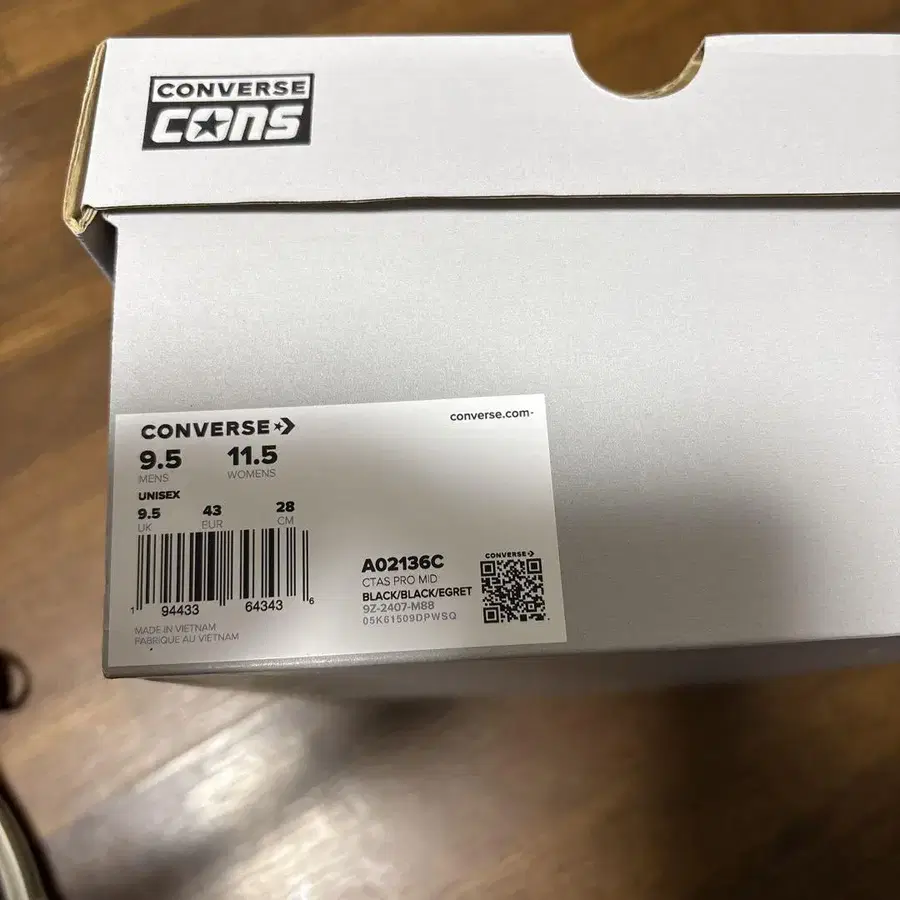 CONVERSE
CONS
CONVERSE
converse.com
9.5 11.5
MENS WOMENS
UNISEX
9.5 43 28
UK EUR CM
1 94433 64343 6
MADE IN VIETNAM
FABRIQUÉ AU VIETNAM
A02136C
CTAS PRO MID
BLACK/BLACK/EGRET
9Z-2407-M88
05K61509DPWSQ
CONVERSE